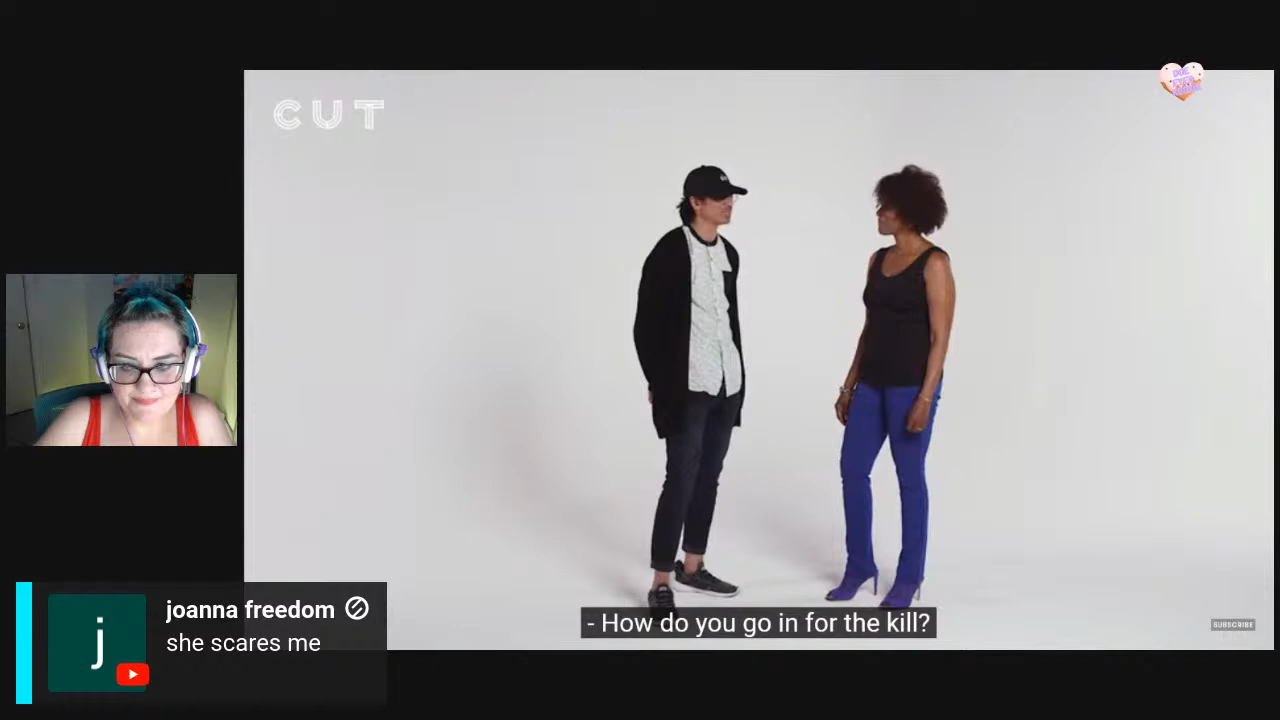 CUT
joanna freedom
she scares me
j
- How do you go in for the kill?
SUBSCRIBE